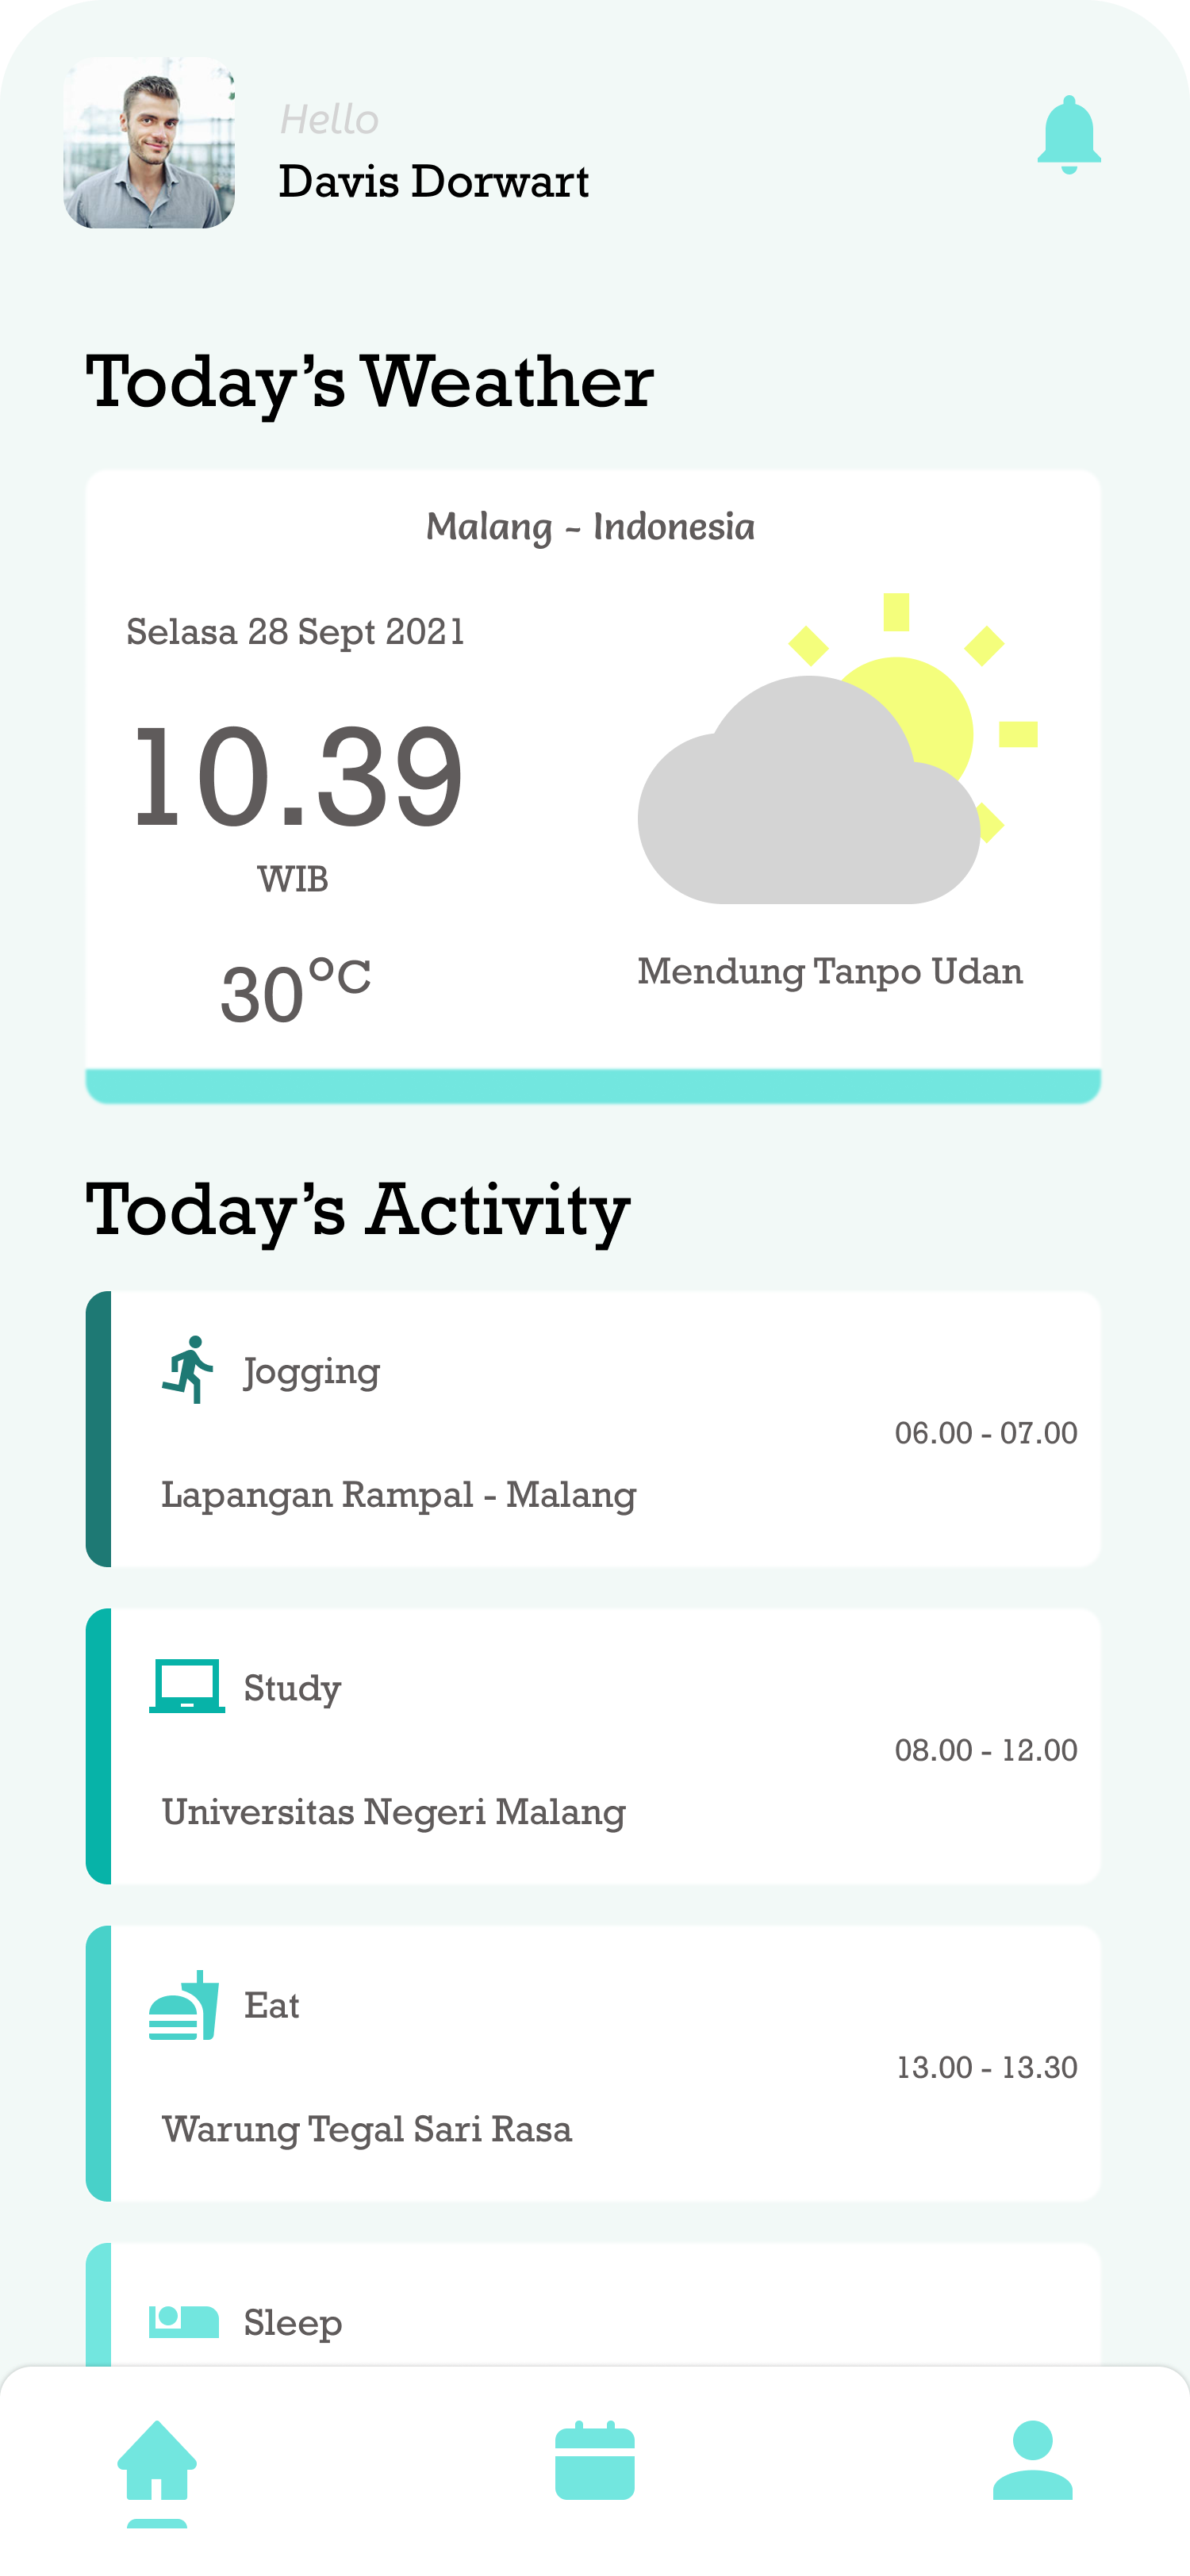 Hello
Davis Dorwart
Today's Weather
Malang ~ Indonesia
Selasa 28 Sept 2021
10.39
WIB
30°C
Mendung Tanpo Udan
Today's Activity
Jogging
06.00 - 07.00
Lapangan Rampal - Malang
Study
08.00 - 12.00
Universitas Negeri Malang
Eat
13.00 - 13.30
Warung Tegal Sari Rasa
Sleep